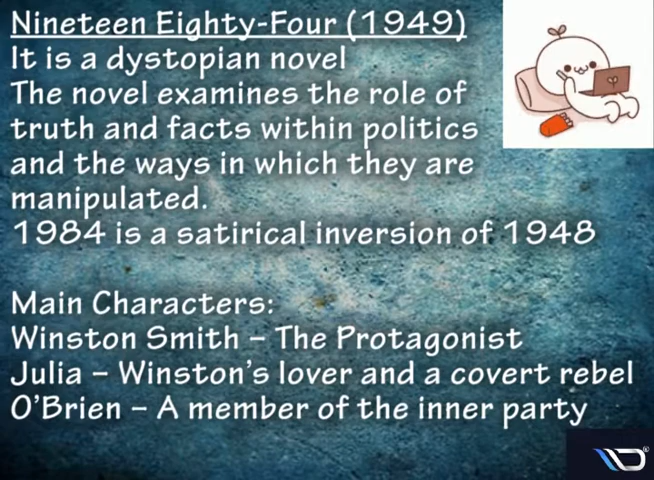 Nineteen Eighty-Four (1949)
It is a dystopian novel
The novel examines the role of
truth and facts within politics
and the ways in which they are
manipulated.
1984 is a satirical inversion of 1948
Main Characters:
Winston Smith – The Protagonist
Julia – Winston's lover and a covert rebel
O'Brien – A member of the inner party